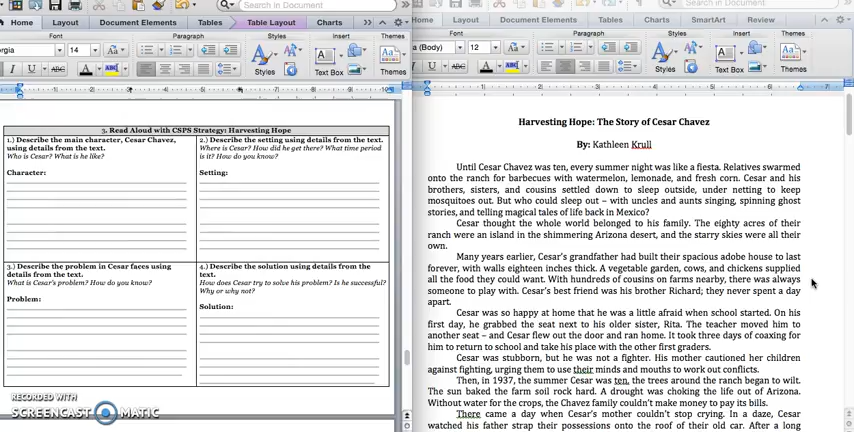 Search in Document
Home Layout Document Elements Tables Table Layout Charts
Font Paragraph Styles Insert Themes
14
Styles Text Box Themes
3. Read Aloud with CSPS Strategy: Harvesting Hope
1.) Describe the main character, Cesar Chavez,
using details from the text.
Who is Cesar? What is he like?
Character:
2.) Describe the setting using details from the text.
Where is Cesar? How did he get there? What time period
is it? How do you know?
Setting:
3.) Describe the problem in Cesar faces using
details from the text.
What is Cesar's problem? How do you know?
Problem:
4.) Describe the solution using details from the
text.
How does Cesar try to solve his problem? Is he successful?
Why or why not?
Solution:
RECORDED WITH
SCREENCAST MATIC
Search in Document
Home Layout Document Elements Tables Charts SmartArt Review
Font Paragraph Styles Insert Themes
(Body) 12
Styles Text Box Themes
Harvesting Hope: The Story of Cesar Chavez
By: Kathleen Krull
Until Cesar Chavez was ten, every summer night was like a fiesta. Relatives swarmed
onto the ranch for barbecues with watermelon, lemonade, and fresh corn. Cesar and his
brothers, sisters, and cousins settled down to sleep outside, under netting to keep
mosquitoes out. But who could sleep out – with uncles and aunts singing, spinning ghost
stories, and telling magical tales of life back in Mexico?
Cesar thought the whole world belonged to his family. The eighty acres of their
ranch were an island in the shimmering Arizona desert, and the starry skies were all their
own.
Many years earlier, Cesar's grandfather had built their spacious adobe house to last
forever, with walls eighteen inches thick. A vegetable garden, cows, and chickens supplied
all the food they could want. With hundreds of cousins on farms nearby, there was always
someone to play with. Cesar's best friend was his brother Richard; they never spent a day
apart.
Cesar was so happy at home that he was a little afraid when school started. On his
first day, he grabbed the seat next to his older sister, Rita. The teacher moved him to
another seat – and Cesar flew out the door and ran home. It took three days of coaxing for
him to return to school and take his place with the other first graders.
Cesar was stubborn, but he was not a fighter. His mother cautioned her children
against fighting, urging them to use their minds and mouths to work out conflicts.
Then, in 1937, the summer Cesar was ten, the trees around the ranch began to wilt.
The sun baked the farm soil rock hard. A drought was choking the life out of Arizona.
Without water for the crops, the Chavez family couldn't make money to pay its bills.
There came a day when Cesar's mother couldn't stop crying. In a daze, Cesar
watched his father strap their possessions onto the roof of their old car. After a long